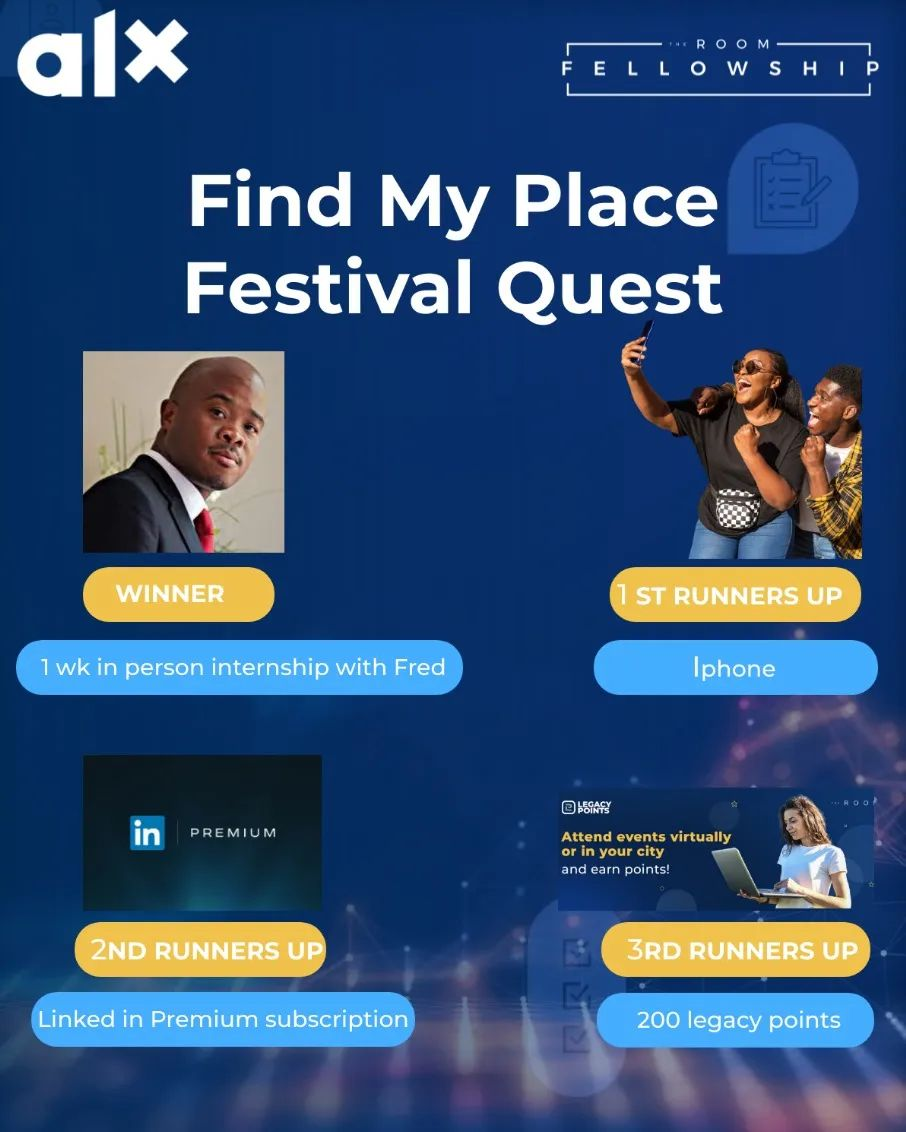 alx
THE ROOM
FELLOWSHIP
Find My Place
Festival Quest
WINNER
1 ST RUNNERS UP
1 wk in person internship with Fred
Iphone
in PREMIUM
LEGACY
POINTS
ROO
Attend events virtually
or in your city
and earn points!
2ND RUNNERS UP
3RD RUNNERS UP
Linked in Premium subscription
200 legacy points